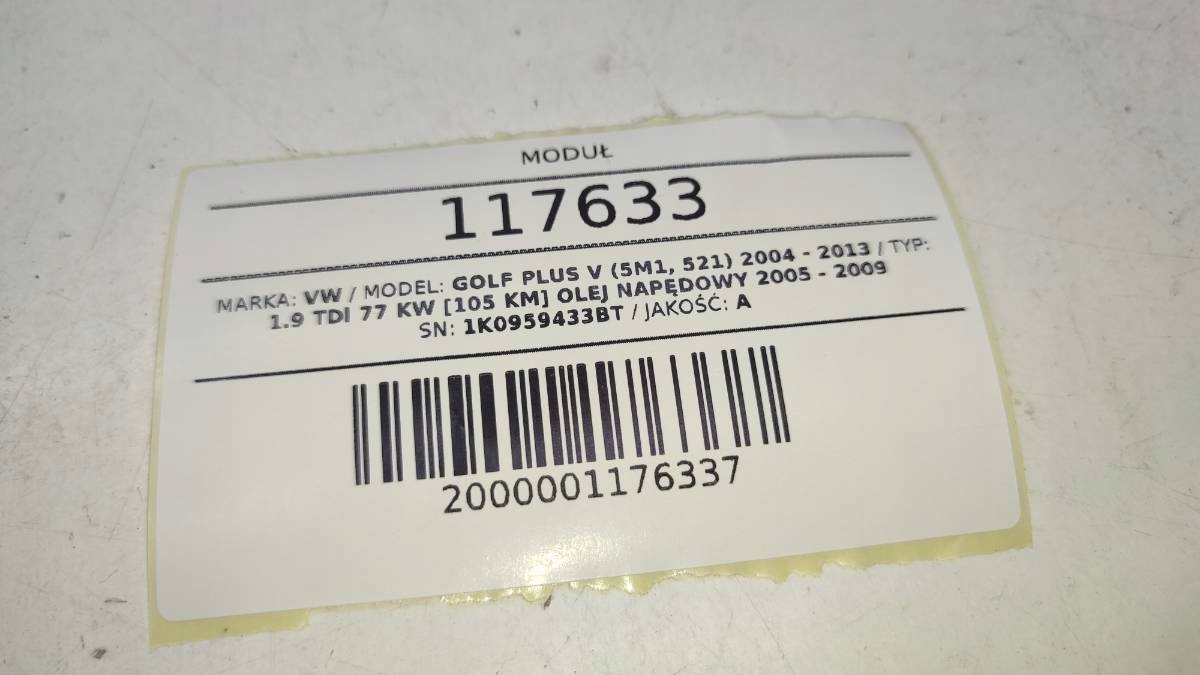 MODUŁ
117633
MARKA: VW / MODEL: GOLF PLUS V (5M1, 521) 2004 - 2013 / TYP:
1.9 TDI 77 KW [105 KM] OLEJ NAPĘDOWY 2005 - 2009
SN: 1K0959433BT / JAKOŚĆ: A
2000001176337